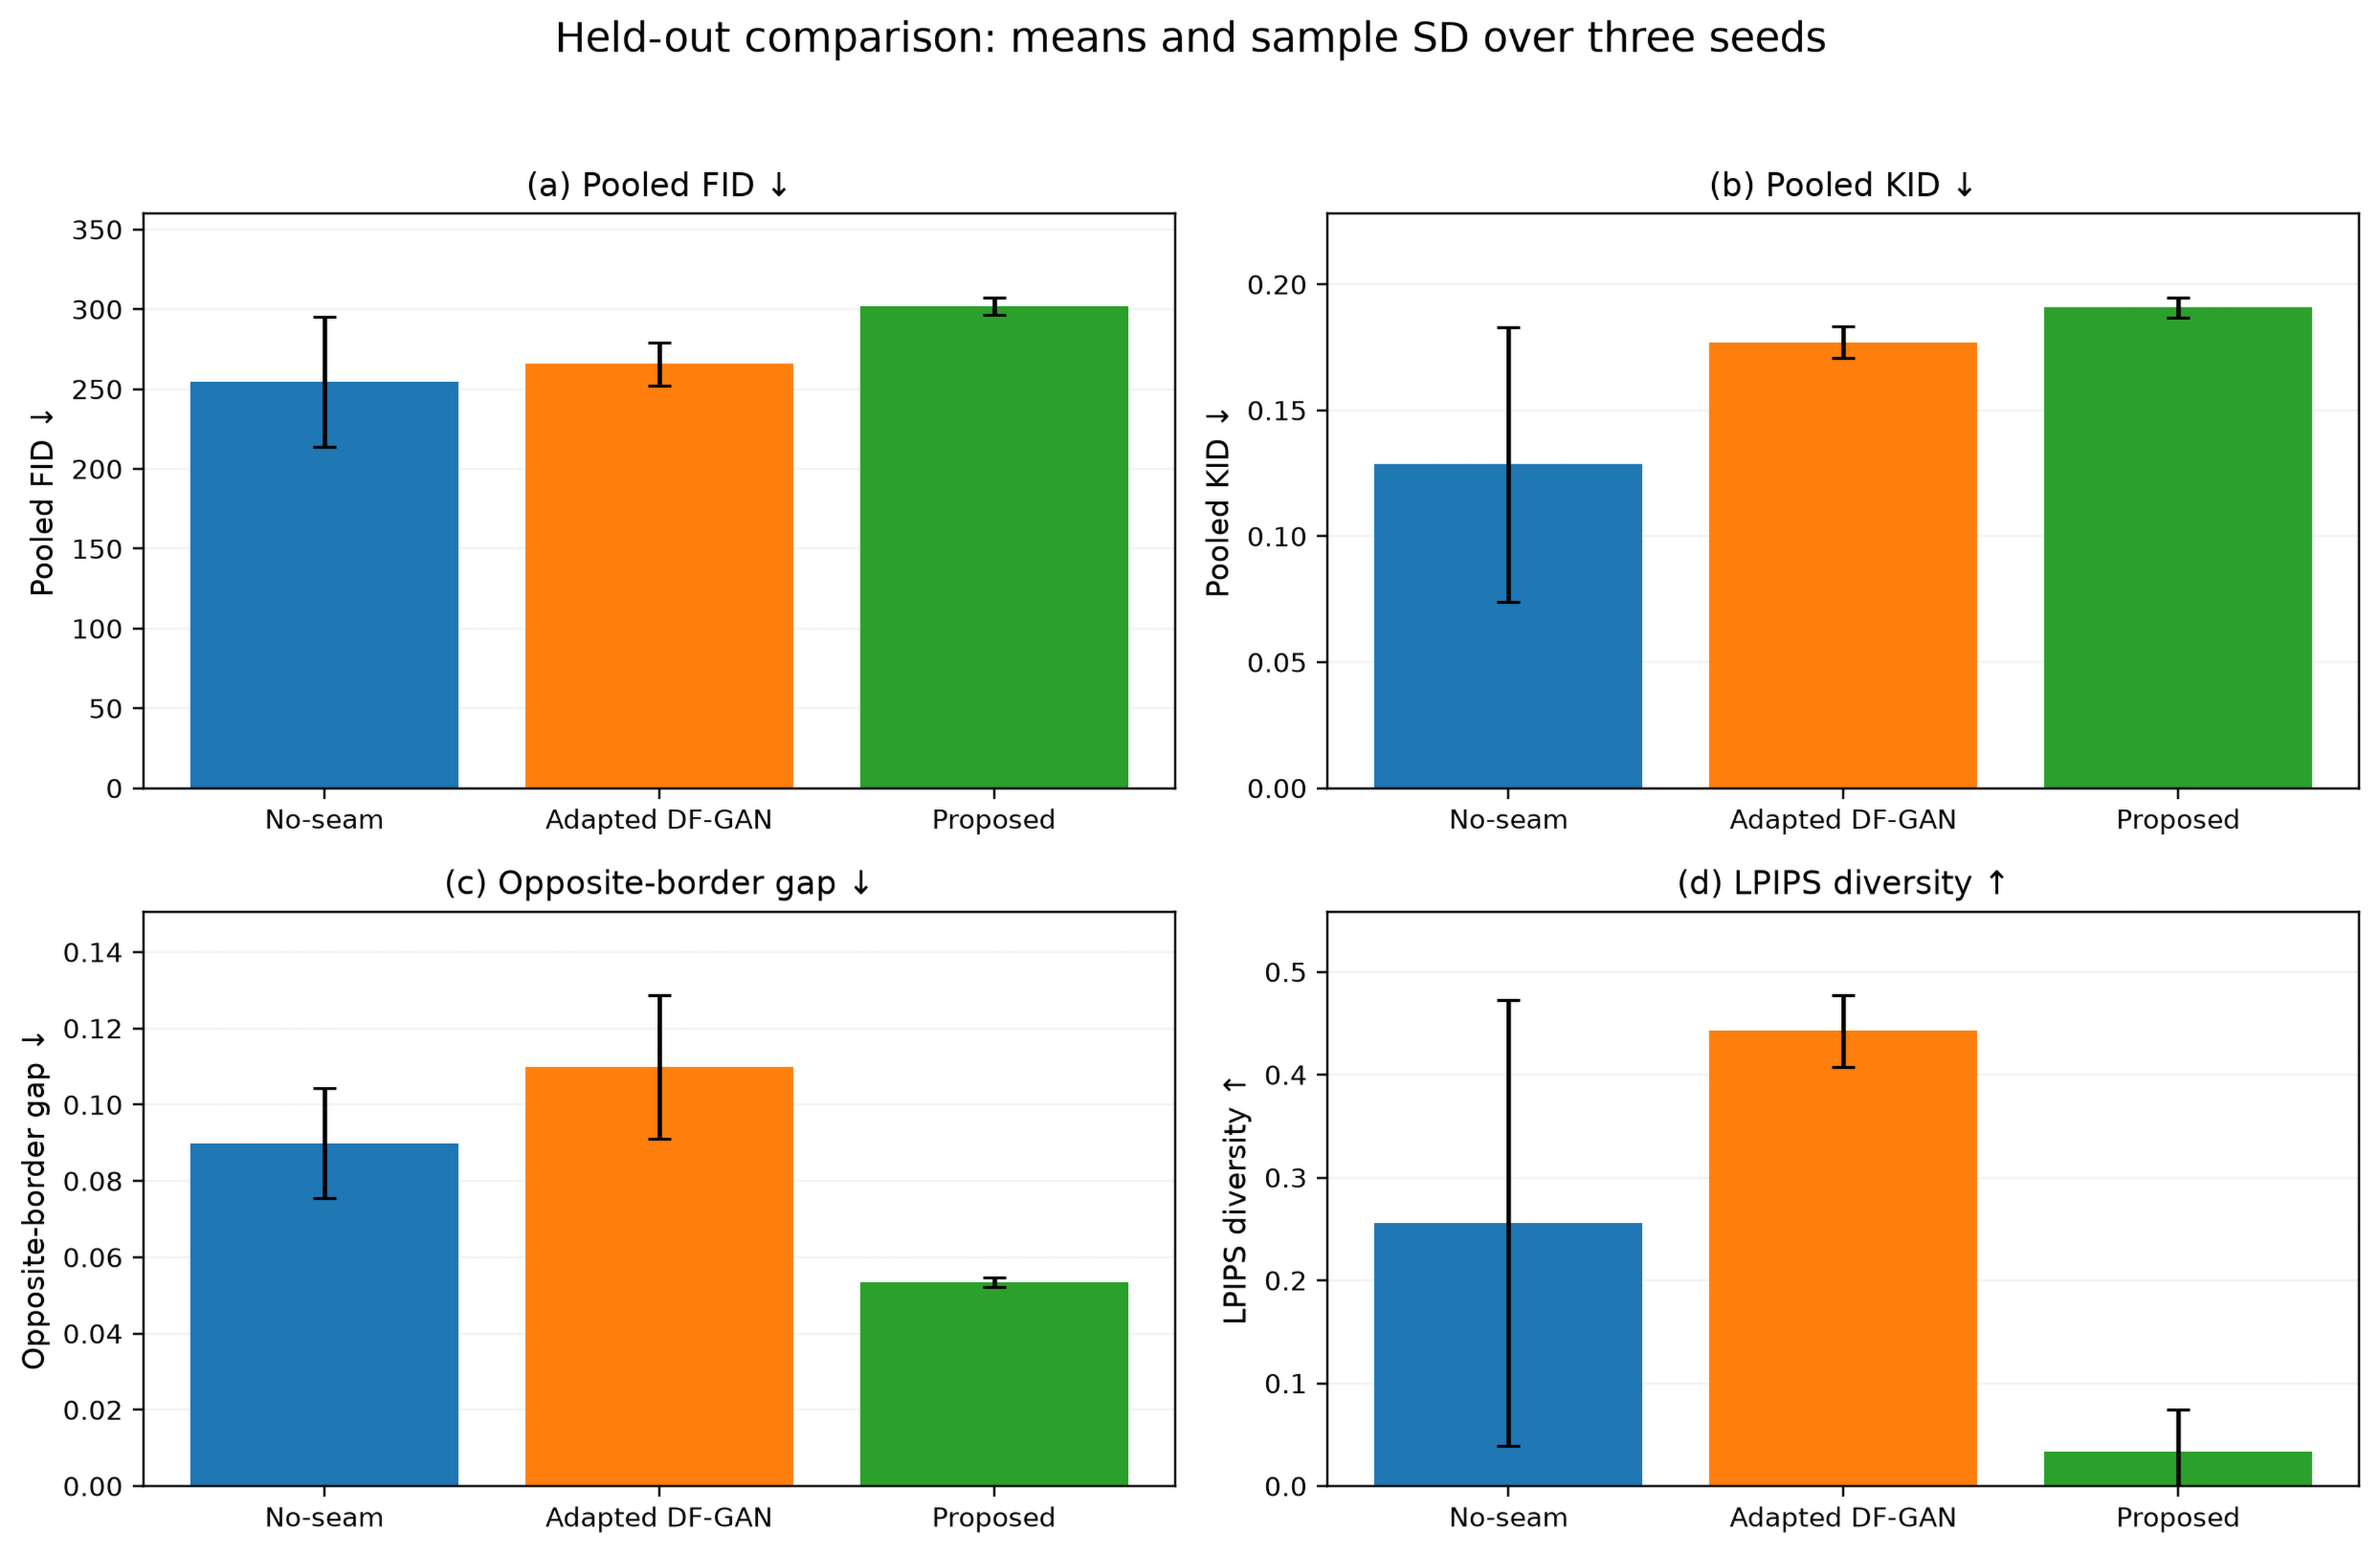 Held-out comparison: means and sample SD over three seeds
(a) Pooled FID ↓
Pooled FID ↓
350
300
250
200
150
100
50
0
No-seam Adapted DF-GAN Proposed
(b) Pooled KID ↓
Pooled KID ↓
0.20
0.15
0.10
0.05
0.00
No-seam Adapted DF-GAN Proposed
(c) Opposite-border gap ↓
Opposite-border gap ↓
0.14
0.12
0.10
0.08
0.06
0.04
0.02
0.00
No-seam Adapted DF-GAN Proposed
(d) LPIPS diversity ↑
LPIPS diversity ↑
0.5
0.4
0.3
0.2
0.1
0.0
No-seam Adapted DF-GAN Proposed